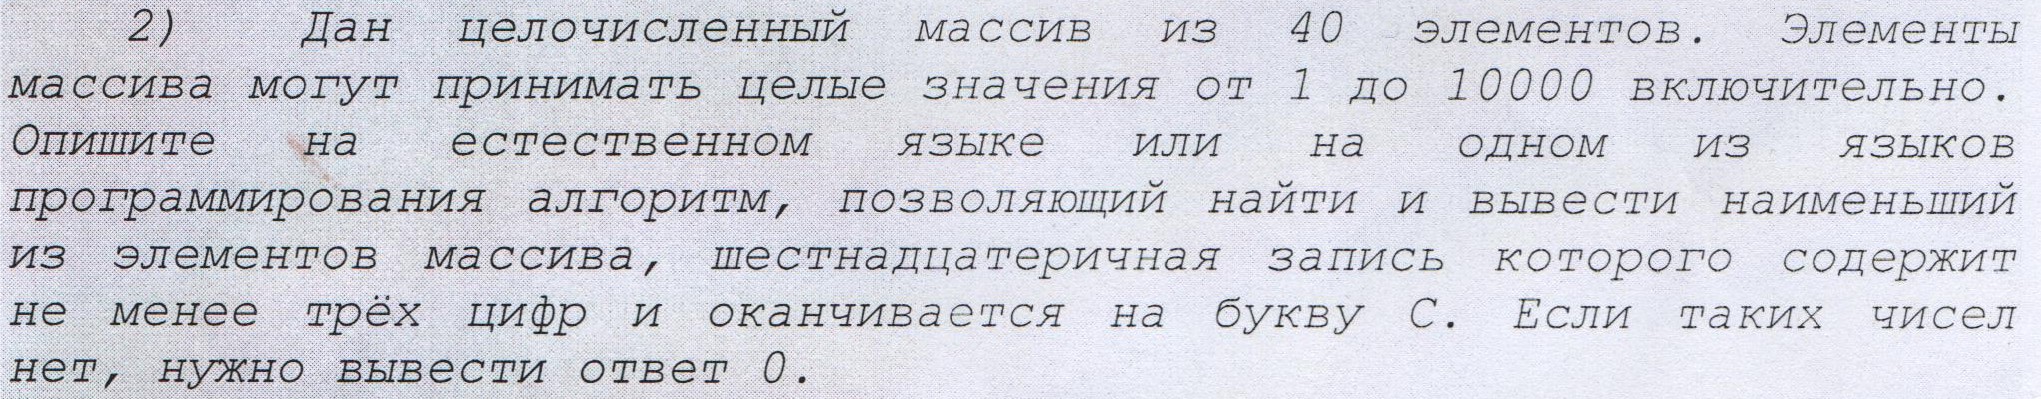 2) Дан целочисленный массив из 40 элементов. Элементы
массива могут принимать целые значения от 1 до 10000 включительно.
Опишите на естественном языке или на одном из языков
программирования алгоритм, позволяющий найти и вывести наименьший
из элементов массива, шестнадцатеричная запись которого содержит
не менее трёх цифр и оканчивается на букву С. Если таких чисел
нет, нужно вывести ответ 0.